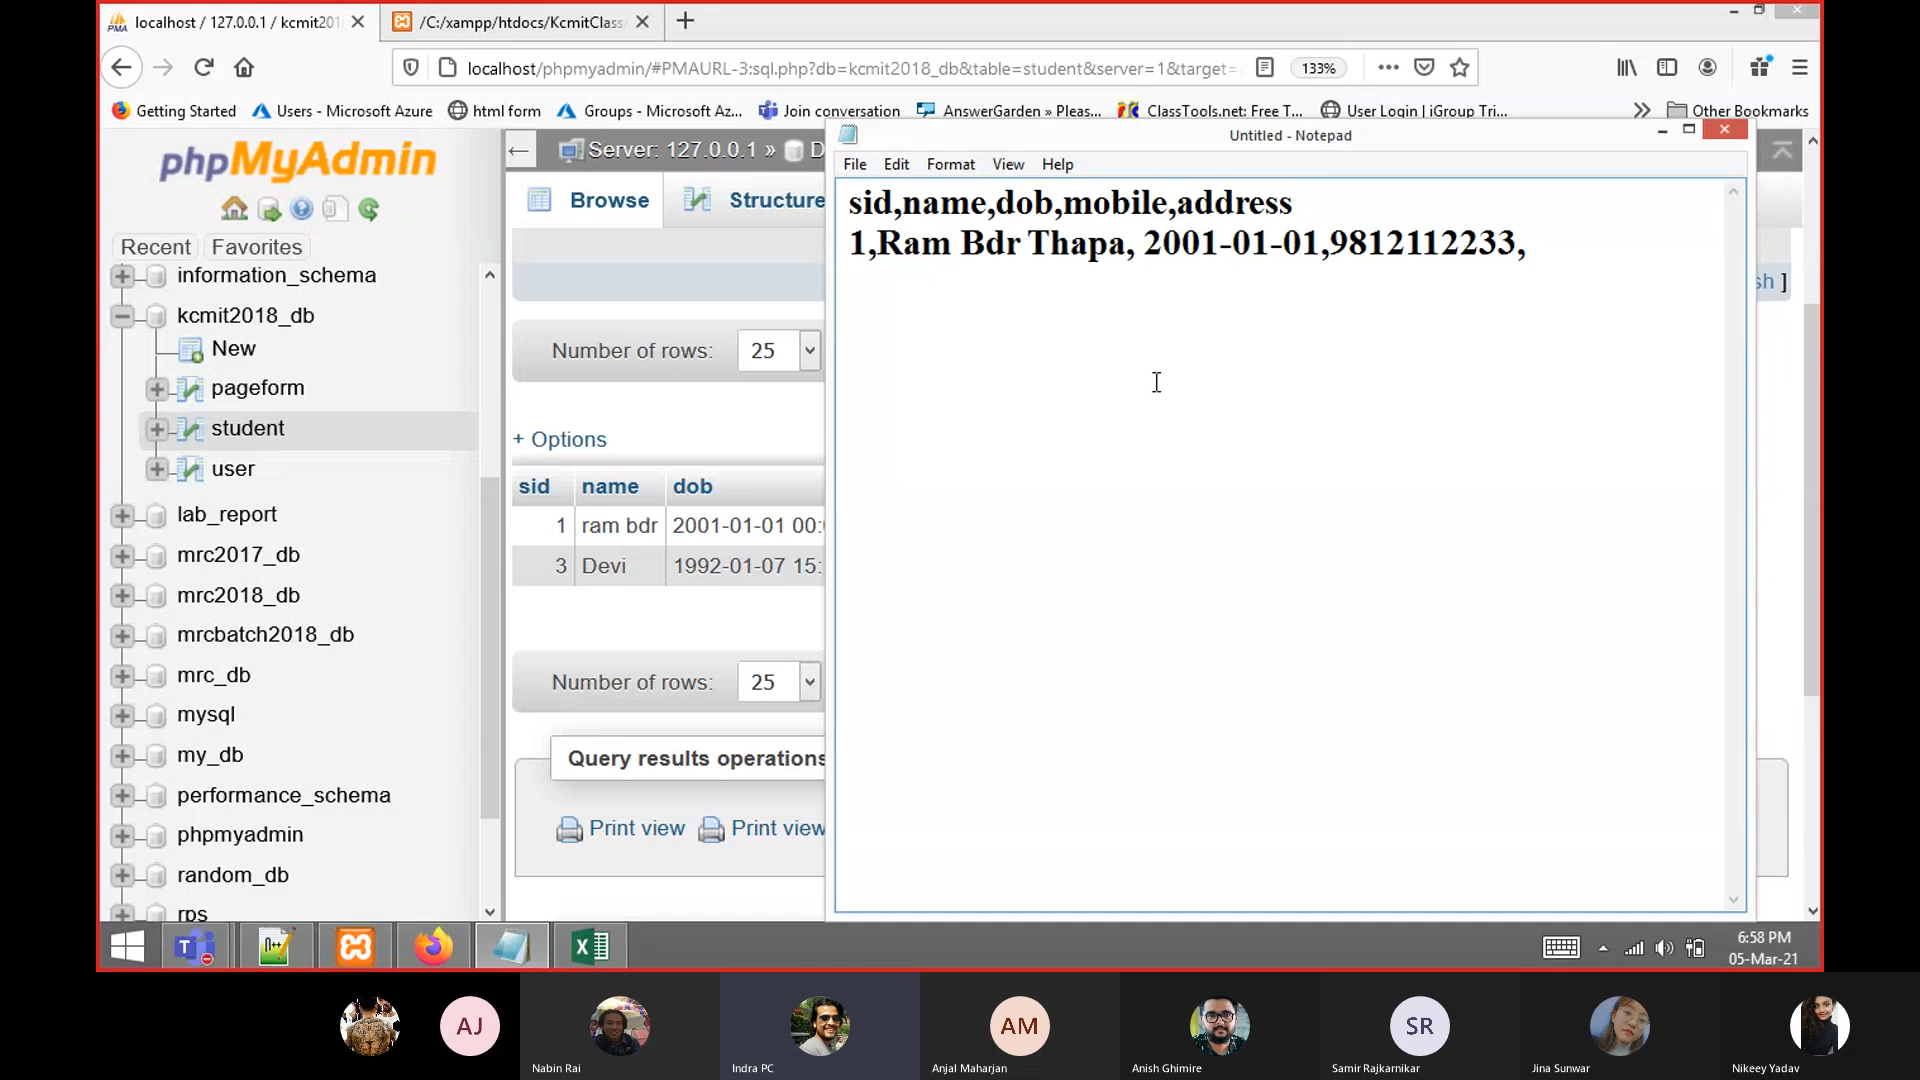 localhost / 127.0.0.1 / kcmit201
/C:/xampp/htdocs/KcmitClass
localhost/phpmyadmin/#PMAURL-3:sql.php?db=kcmit2018_db&table=student&server=1&target=
133%
Getting Started
Users - Microsoft Azure
html form
Groups - Microsoft Az...
Join conversation
AnswerGarden » Pleas...
ClassTools.net: Free T...
User Login | iGroup Tri...
Other Bookmarks
phpMyAdmin
Recent
Favorites
information_schema
kcmit2018_db
New
pageform
student
user
lab_report
mrc2017_db
mrc2018_db
mrcbatch2018_db
mrc_db
mysql
my_db
performance_schema
phpmyadmin
random_db
rps
Server: 127.0.0.1 » D
Browse
Structure
Number of rows: 25
+ Options
sid name dob
1 ram bdr 2001-01-01 00:
3 Devi 1992-01-07 15:
Number of rows: 25
Query results operations
Print view
Print view
sh ]
Untitled - Notepad
File Edit Format View Help
sid,name,dob,mobile,address
1,Ram Bdr Thapa, 2001-01-01,9812112233,
6:58 PM
05-Mar-21
AJ
Nabin Rai
Indra PC
AM
Anjal Maharjan
Anish Ghimire
SR
Samir Rajkarnikar
Jina Sunwar
Nikeey Yadav